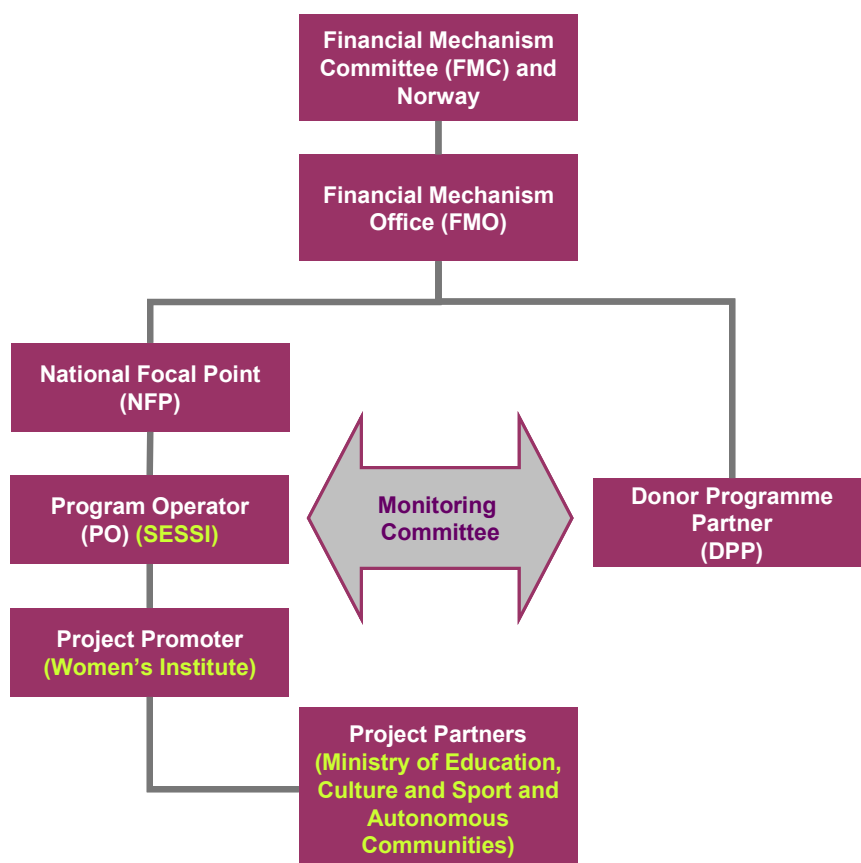 Financial Mechanism
Committee (FMC) and
Norway
Financial Mechanism
Office (FMO)
National Focal Point
(NFP)
Program Operator
(PO) (SESSI)
Monitoring
Committee
Donor Programme
Partner
(DPP)
Project Promoter
(Women’s Institute)
Project Partners
(Ministry of Education,
Culture and Sport and
Autonomous
Communities)